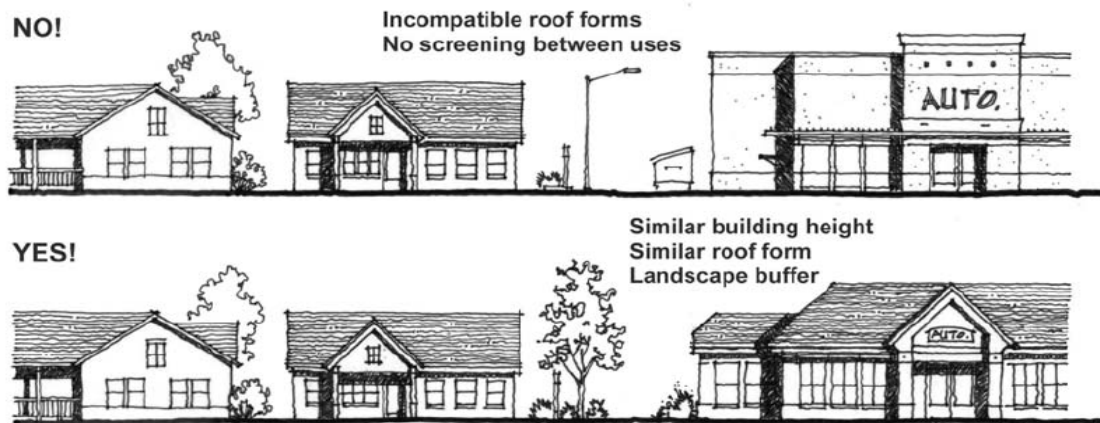 NO!
Incompatible roof forms
No screening between uses
AUTO.
YES!
Similar building height
Similar roof form
Landscape buffer
AUTO.